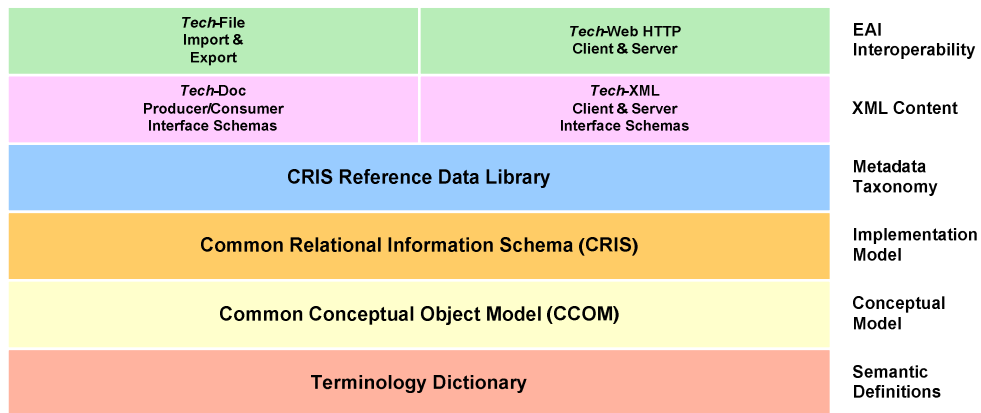 Tech-File
Import &
Export
Tech-Web HTTP
Client & Server
EAI
Interoperability
Tech-Doc
Producer/Consumer
Interface Schemas
Tech-XML
Client & Server
Interface Schemas
XML Content
CRIS Reference Data Library
Metadata
Taxonomy
Common Relational Information Schema (CRIS)
Implementation
Model
Common Conceptual Object Model (CCOM)
Conceptual
Model
Terminology Dictionary
Semantic
Definitions